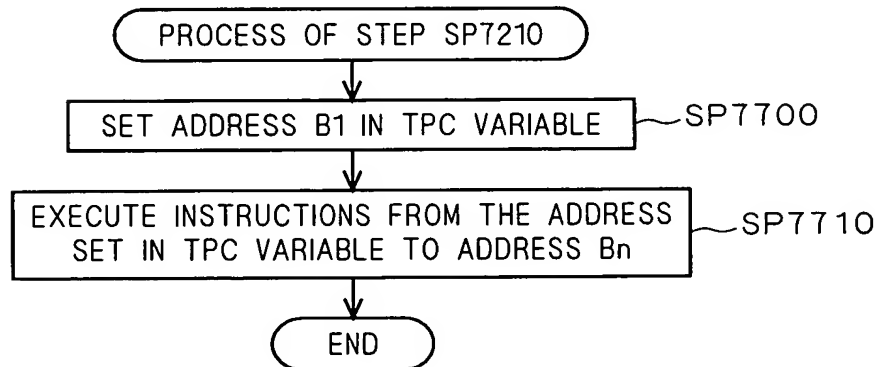 PROCESS OF STEP SP7210
SET ADDRESS B1 IN TPC VARIABLE
SP7700
EXECUTE INSTRUCTIONS FROM THE ADDRESS
SET IN TPC VARIABLE TO ADDRESS Bn
SP7710
END